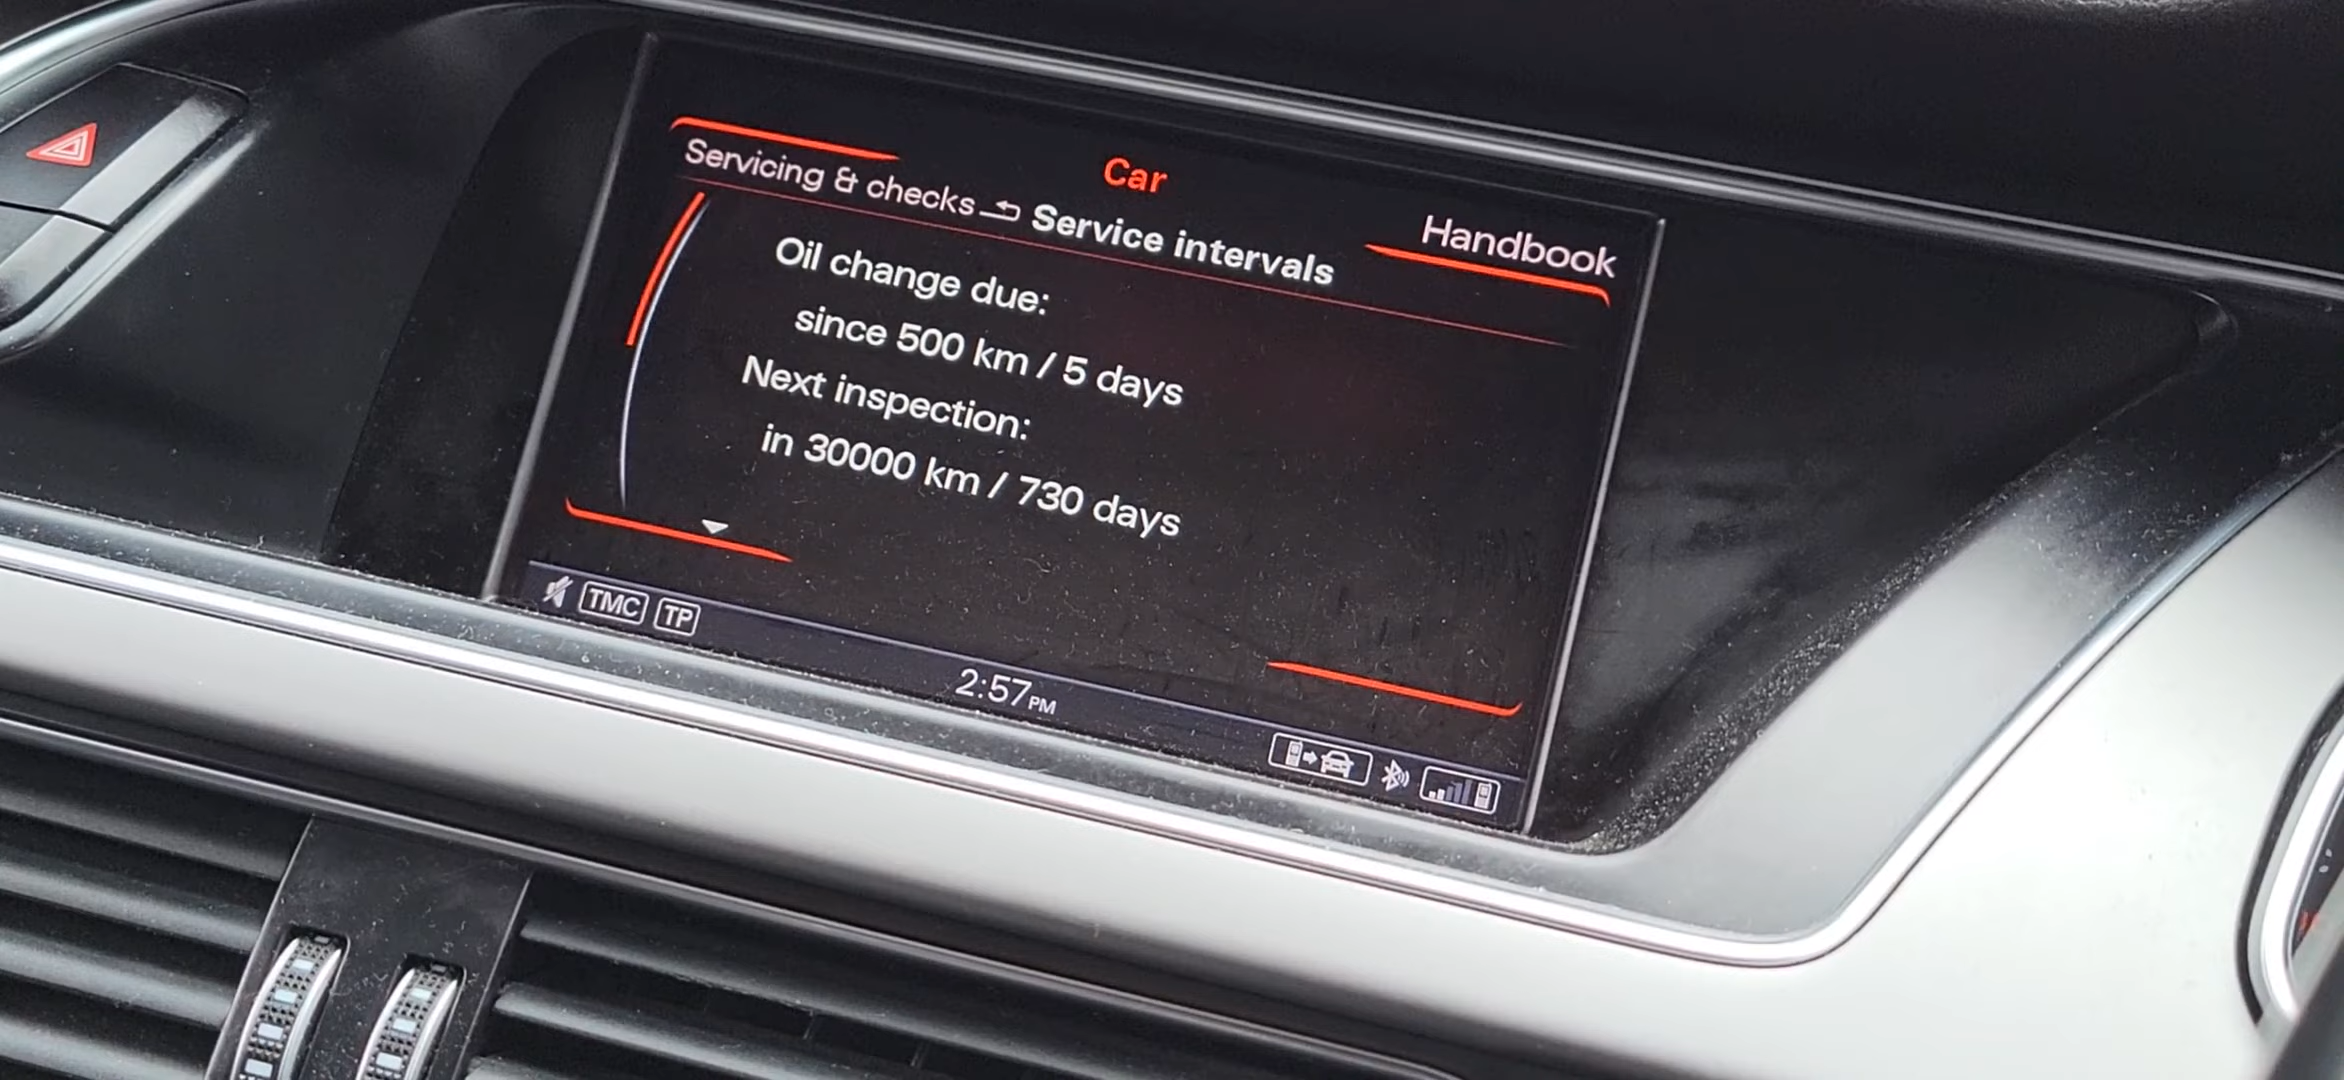 Car
Servicing & checks Service intervals
Handbook
Oil change due:
since 500 km / 5 days
Next inspection:
in 30000 km / 730 days
TMC TP
2:57PM